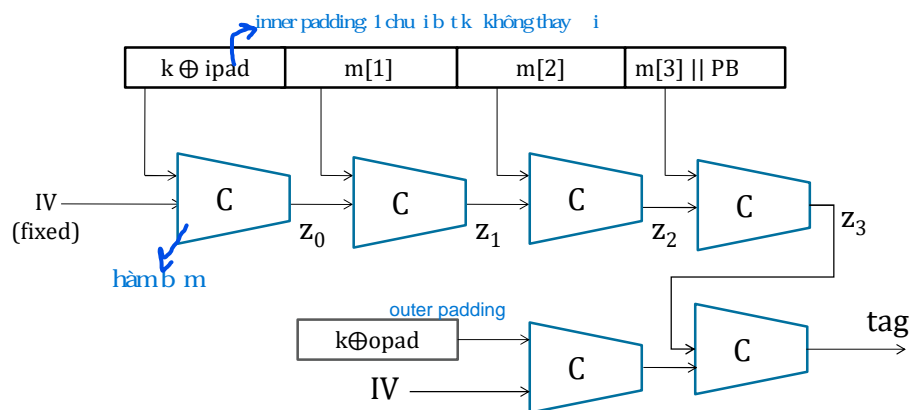 inner padding: 1 chu i b t k không thay i
k ⊕ ipad m[1] m[2] m[3] || PB
C C C C
IV
(fixed)
z₀ z₁ z₂ z₃
hàm b m
outer padding
k⊕opad
C C
tag
IV